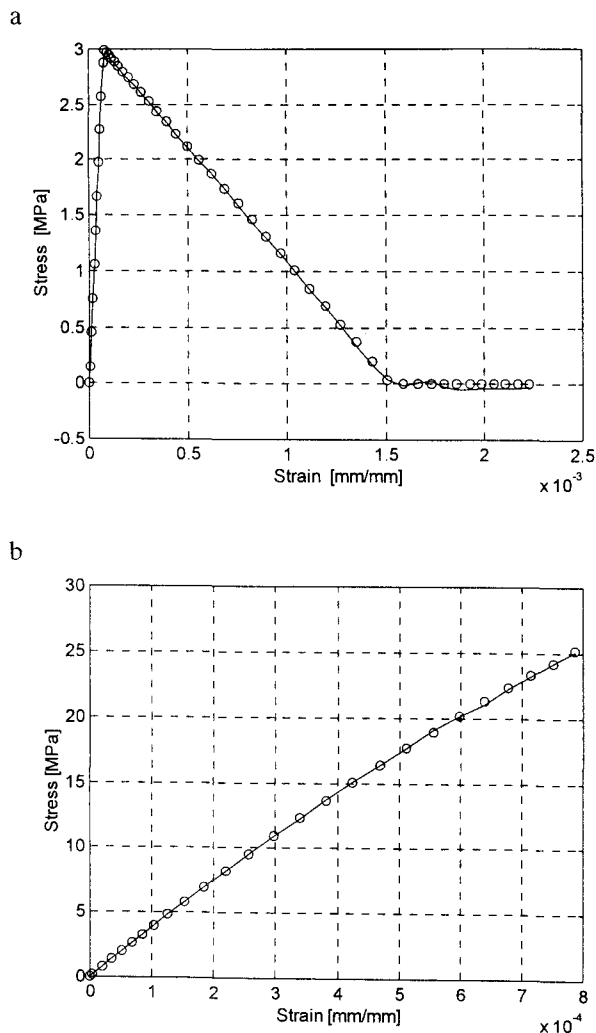 a
3
2.5
2
1.5
1
0.5
0
-0.5
Stress [MPa]
0 0.5 1 1.5 2 2.5
Strain [mm/mm]
x 10⁻³
b
30
25
20
15
10
5
0
Stress [MPa]
0 1 2 3 4 5 6 7 8
Strain [mm/mm]
x 10⁻⁴